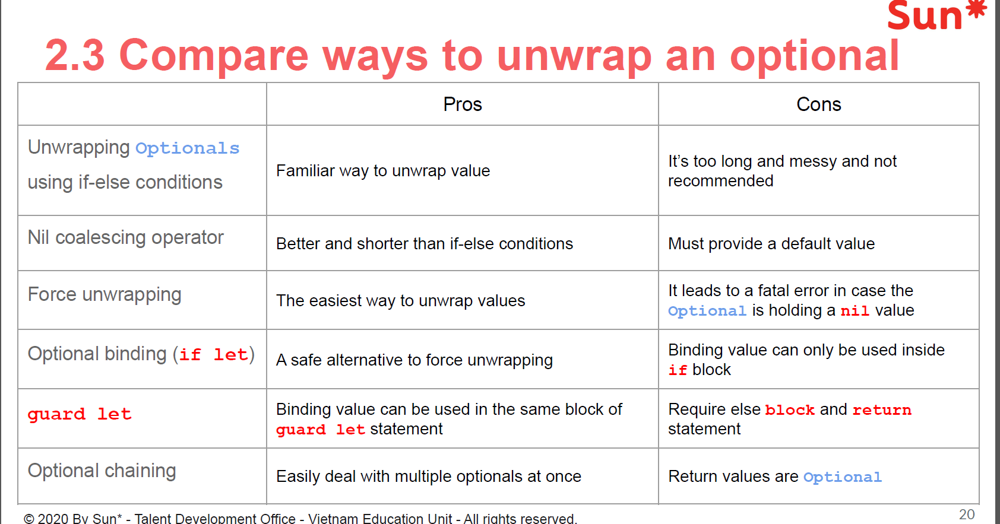 Sun*
2.3 Compare ways to unwrap an optional
Pros
Cons
Unwrapping Optionals
using if-else conditions
Familiar way to unwrap value
It's too long and messy and not
recommended
Nil coalescing operator
Better and shorter than if-else conditions
Must provide a default value
Force unwrapping
The easiest way to unwrap values
It leads to a fatal error in case the
Optional is holding a nil value
Optional binding (if let)
A safe alternative to force unwrapping
Binding value can only be used inside
if block
guard let
Binding value can be used in the same block of
guard let statement
Require else block and return
statement
Optional chaining
Easily deal with multiple optionals at once
Return values are Optional
© 2020 By Sun* - Talent Development Office - Vietnam Education Unit - All rights reserved.
20